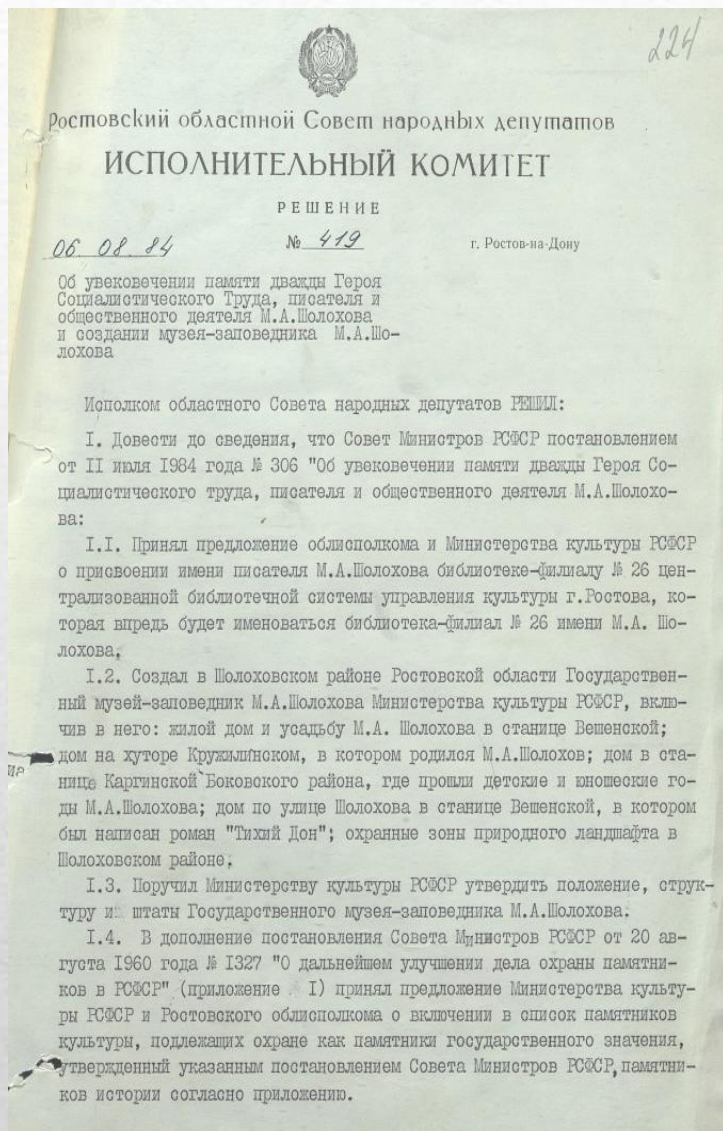 224
Ростовский областной Совет народных депутатов
ИСПОЛНИТЕЛЬНЫЙ КОМИТЕТ
РЕШЕНИЕ
06 08. 84 № 419 г. Ростов-на-Дону
Об увековечении памяти дважды Героя
Социалистического Труда, писателя и
общественного деятеля М.А.Шолохова
и создании музея-заповедника М.А.Шо-
лохова
Исполком областного Совета народных депутатов РЕШИЛ:
I. Довести до сведения, что Совет Министров РСФСР постановлением
от II июля I984 года № 306 "Об увековечении памяти дважды Героя Со-
циалистического труда, писателя и общественного деятеля М.А.Шолохо-
ва:
I.I. Принял предложение облисполкома и Министерства культуры РСФСР
о присвоении имени писателя М.А.Шолохова библиотеке-филиалу № 26 цен-
трализованной библиотечной системы управления культуры г.Ростова, ко-
торая впредь будет именоваться библиотека-филиал № 26 имени М.А. Шо-
лохова.
I.2. Создал в Шолоховском районе Ростовской области Государствен-
ный музей-заповедник М.А.Шолохова Министерства культуры РСФСР, вклю-
чив в него: жилой дом и усадьбу М.А. Шолохова в станице Вешенской;
дом на хуторе Кружилинском, в котором родился М.А.Шолохов; дом в ста-
нице Каргинской Боковского района, где прошли детские и юношеские го-
ды М.А.Шолохова; дом по улице Шолохова в станице Вешенской, в котором
был написан роман "Тихий Дон"; охранные зоны природного ландшафта в
Шолоховском районе.
I.3. Поручил Министерству культуры РСФСР утвердить положение, струк-
туру и штаты Государственного музея-заповедника М.А.Шолохова.
I.4. В дополнение постановления Совета Министров РСФСР от 20 ав-
густа I960 года № I327 "О дальнейшем улучшении дела охраны памятни-
ков в РСФСР" (приложение I) принял предложение Министерства культу-
ры РСФСР и Ростовского облисполкома о включении в список памятников
культуры, подлежащих охране как памятники государственного значения,
утвержденный указанным постановлением Совета Министров РСФСР, памятни-
ков истории согласно приложению.